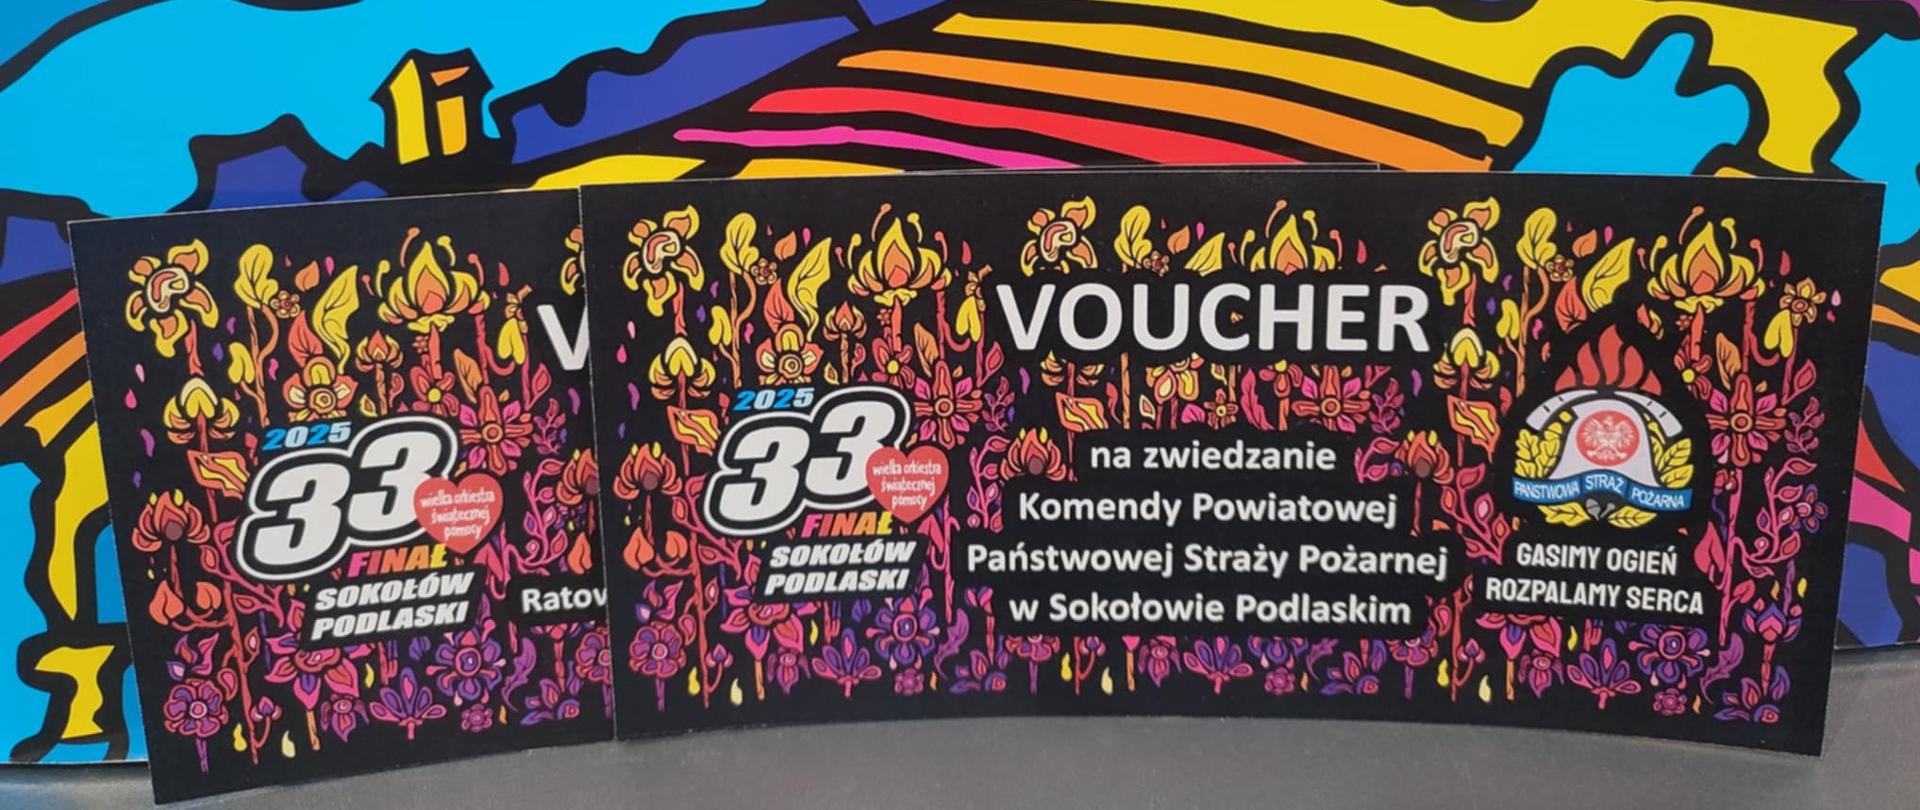 V
2025
33
wielka orkiestra
świątecznej
pomocy
FINAŁ
SOKOŁÓW
PODLASKI
Ratow
VOUCHER
2025
33
wielka orkiestra
świątecznej
pomocy
FINAŁ
SOKOŁÓW
PODLASKI
na zwiedzanie
Komendy Powiatowej
Państwowej Straży Pożarnej
w Sokołowie Podlaskim
PAŃSTWOWA STRAŻ POŻARNA
GASIMY OGIEŃ
ROZPALAMY SERCA